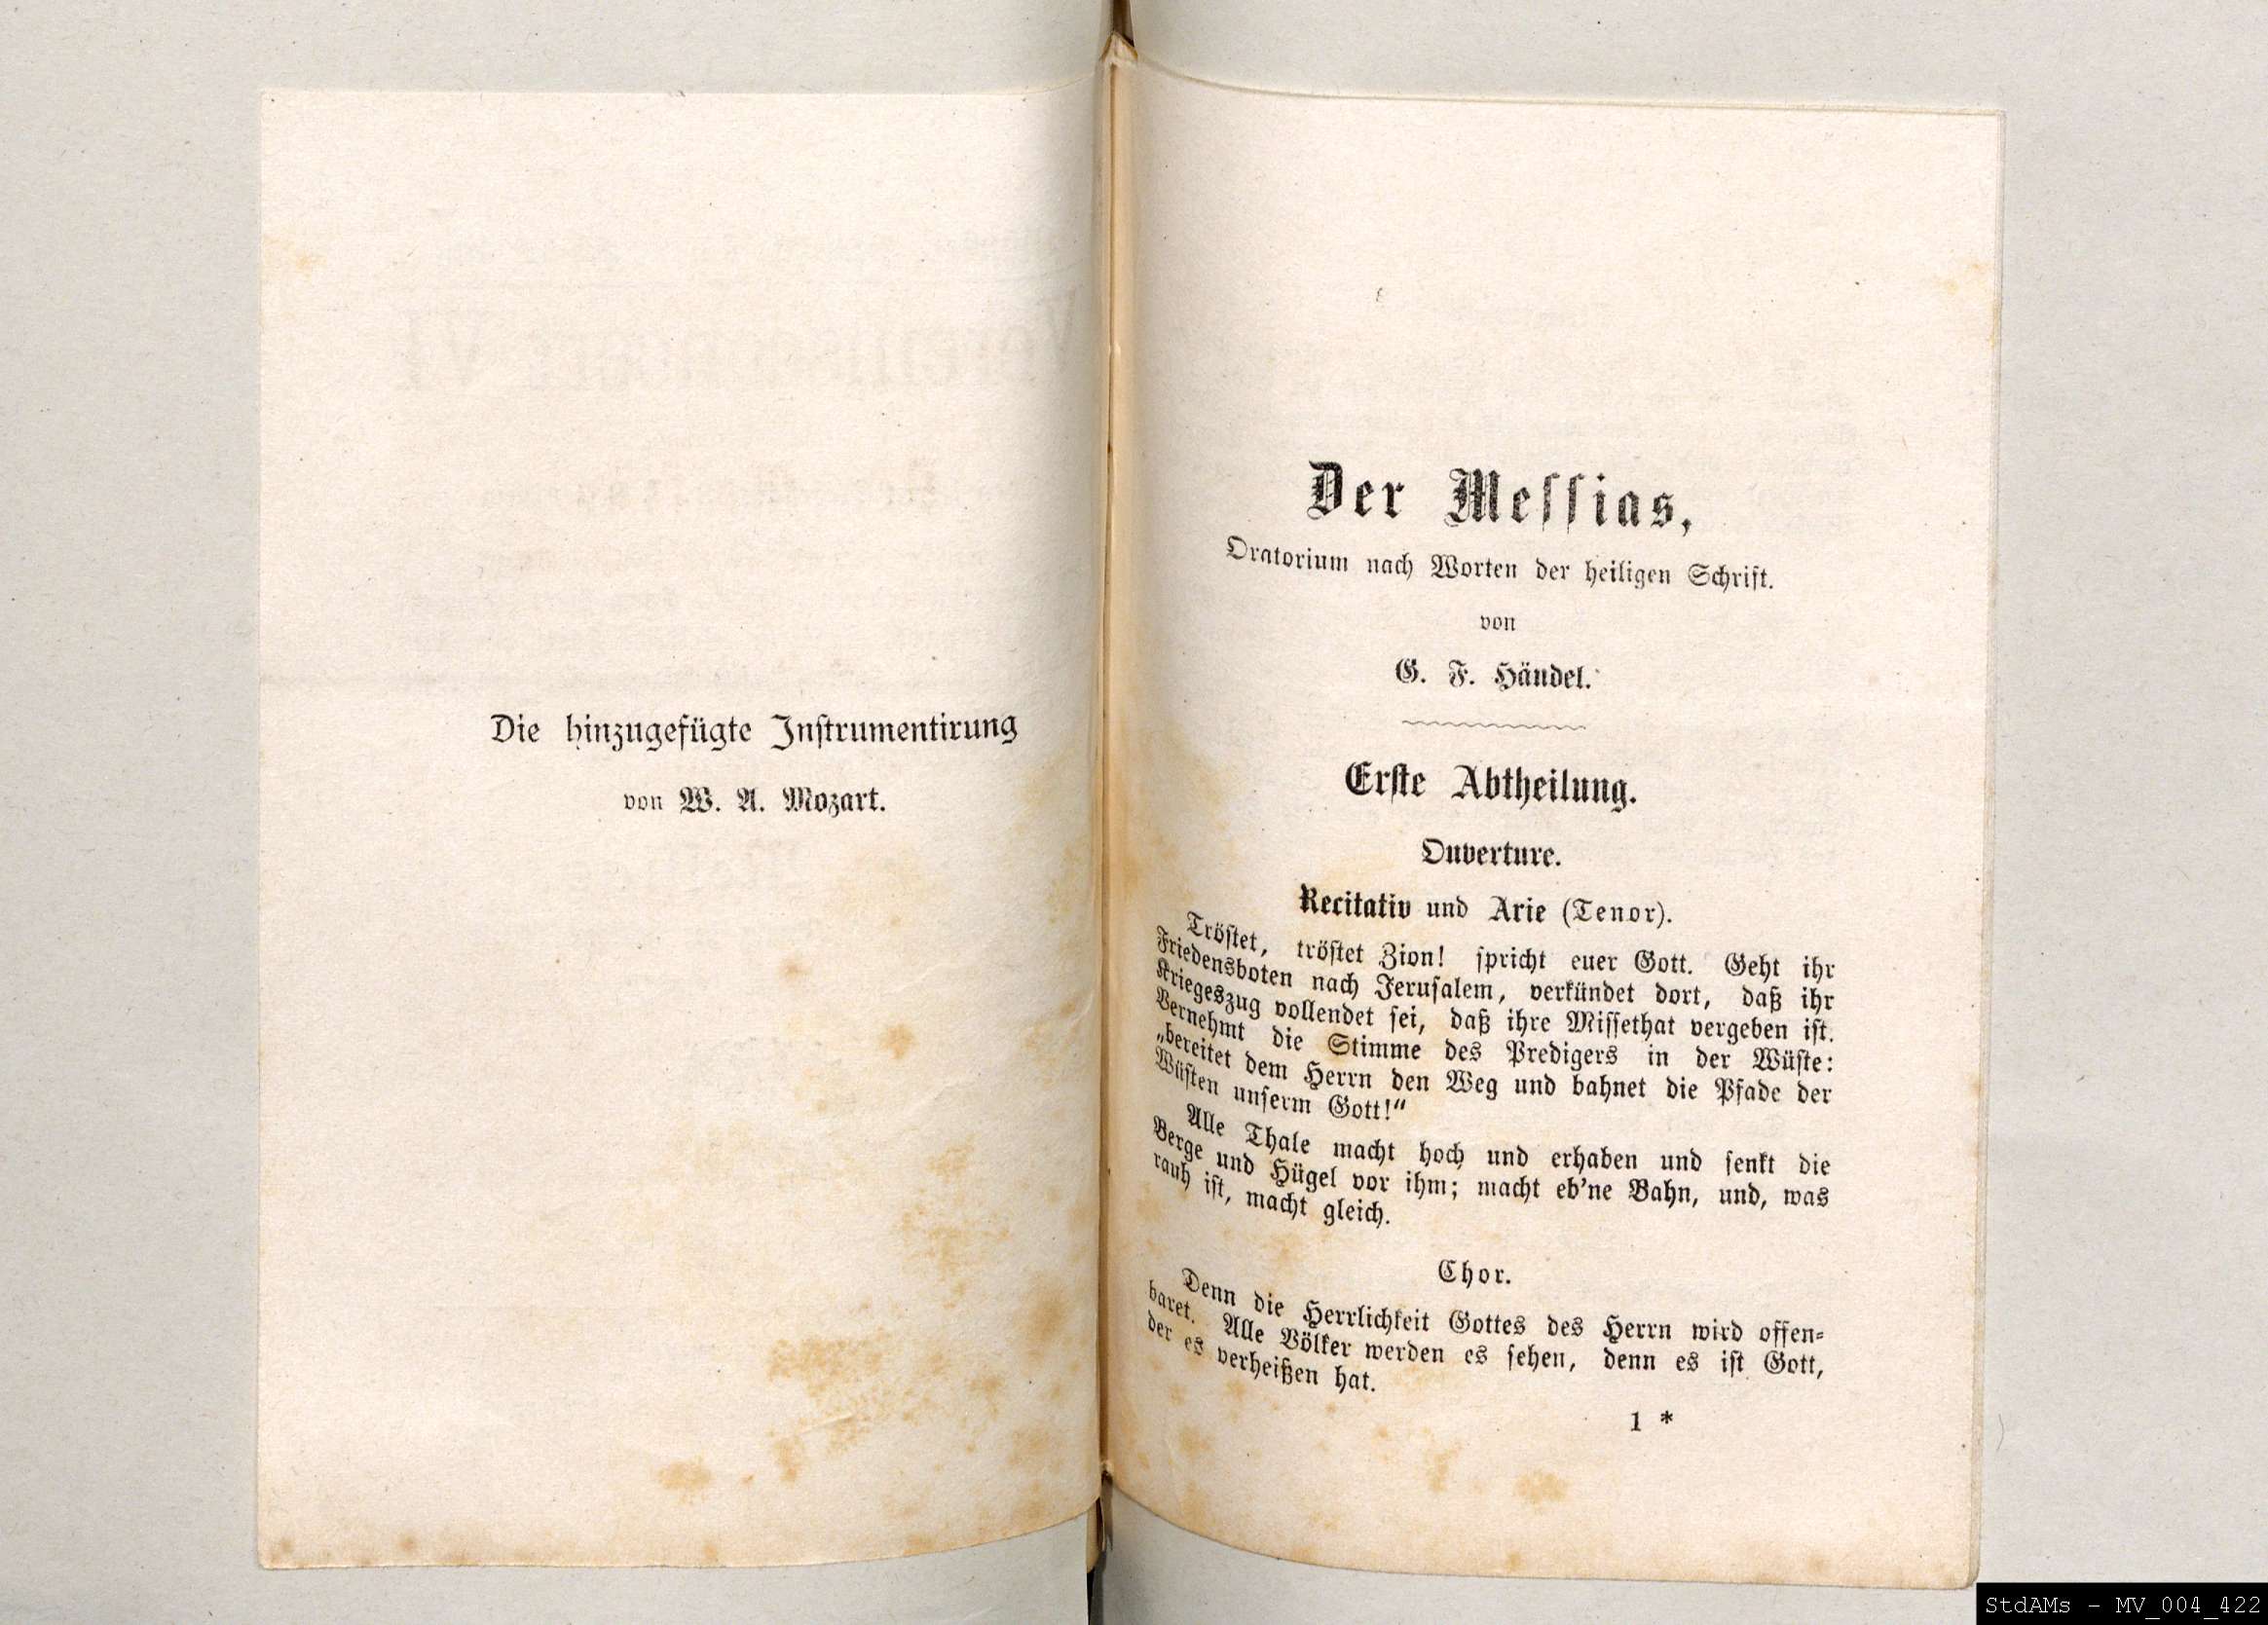 Die hinzugefügte Instrumentirung
von W. A. Mozart.
Der Messias,
Oratorium nach Worten der heiligen Schrift.
von
G. F. Händel.
Erste Abtheilung.
Ouverture.
Recitativ und Arie (Tenor).
Tröstet, tröstet Zion! spricht euer Gott. Geht ihr
Friedensboten nach Jerusalem, verkündet dort, daß ihr
Kriegeszug vollendet sei, daß ihre Missethat vergeben ist.
Vernehmt die Stimme des Predigers in der Wüste:
„bereitet dem Herrn den Weg und bahnet die Pfade der
Wüsten unserm Gott!“
Alle Thale macht hoch und erhaben und senkt die
Berge und Hügel vor ihm; macht eb'ne Bahn, und, was
rauh ist, macht gleich.
Chor.
Denn die Herrlichkeit Gottes des Herrn wird offen-
baret. Alle Völker werden es sehen, denn es ist Gott,
der es verheißen hat.
1 *
StdAMs - MV_004_422